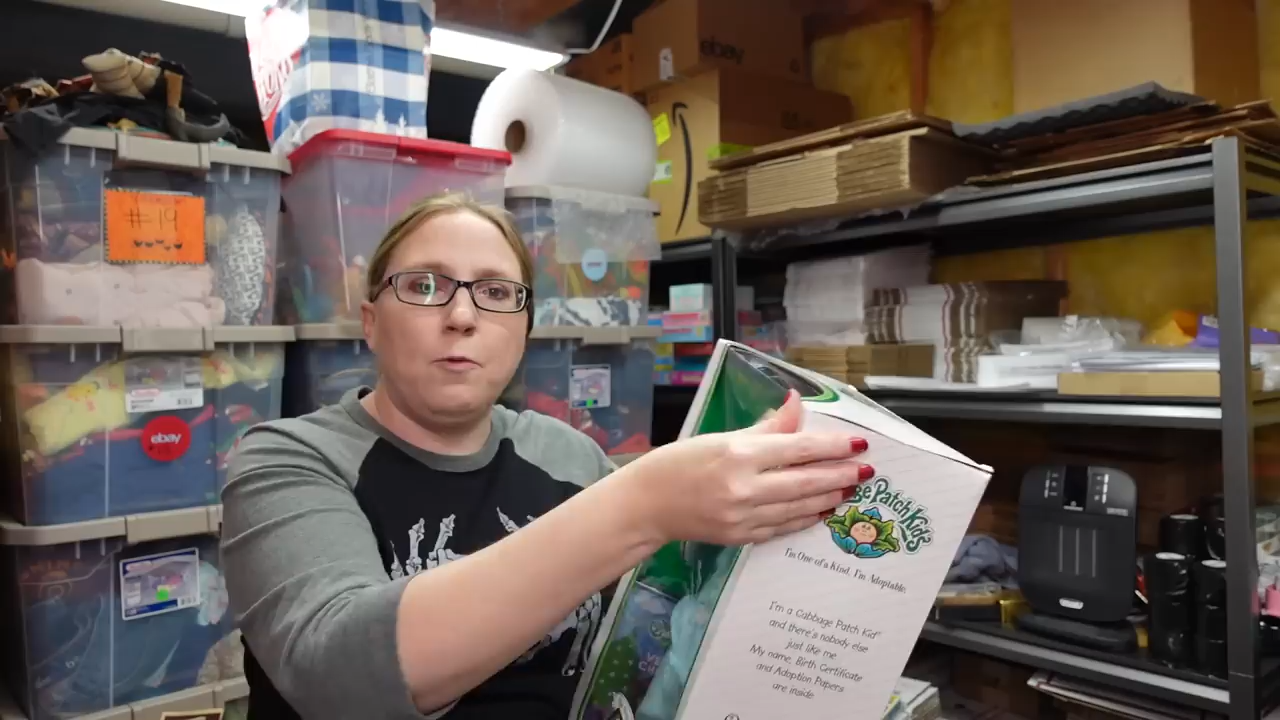 ebay
#19
ebay
Cabbage Patch Kids
I'm One of a Kind, I'm Adoptable.
I'm a Cabbage Patch Kid™
and there's nobody else
just like me
My name, Birth Certificate
and Adoption Papers
are inside